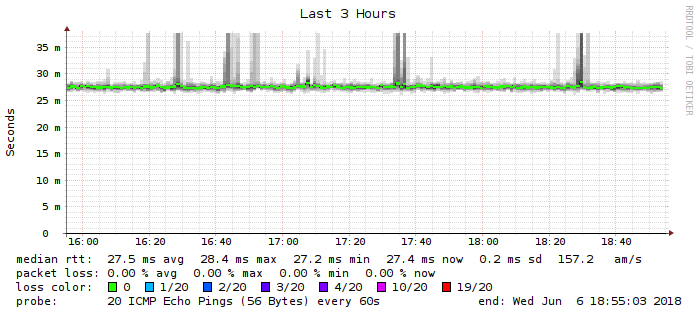 Last 3 Hours
RRDTOOL / TOBI OETIKER
Seconds
35 m
30 m
25 m
20 m
15 m
10 m
5 m
0
16:00 16:20 16:40 17:00 17:20 17:40 18:00 18:20 18:40
median rtt: 27.5 ms avg 28.4 ms max 27.2 ms min 27.4 ms now 0.2 ms sd 157.2 am/s
packet loss: 0.00 % avg 0.00 % max 0.00 % min 0.00 % now
loss color: 0 1/20 2/20 3/20 4/20 10/20 19/20
probe: 20 ICMP Echo Pings (56 Bytes) every 60s end: Wed Jun 6 18:55:03 2018